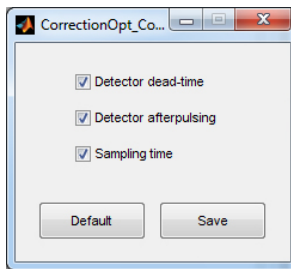 CorrectionOpt_Co...
Detector dead-time
Detector afterpulsing
Sampling time
Default
Save